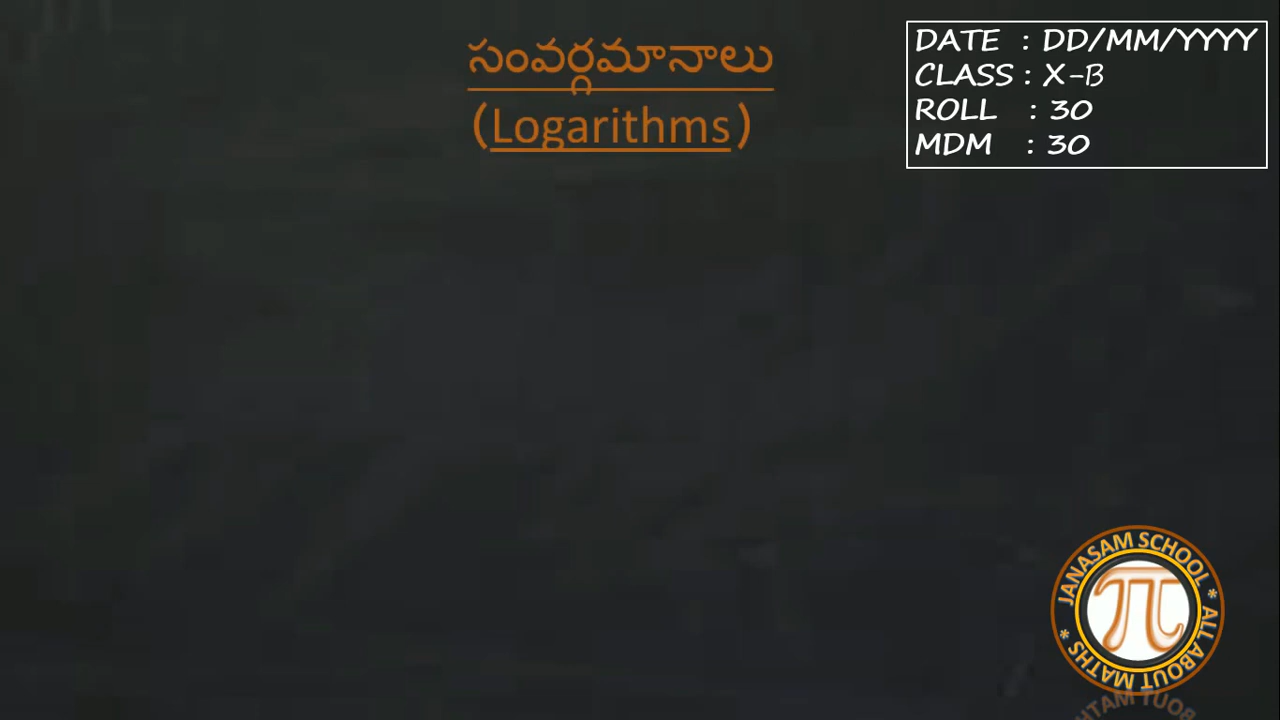 సంవర్గమానాలు
(Logarithms)
DATE : DD/MM/YYYY
CLASS : X-B
ROLL : 30
MDM : 30
JANASAM SCHOOL * ALL ABOUT MATHS *